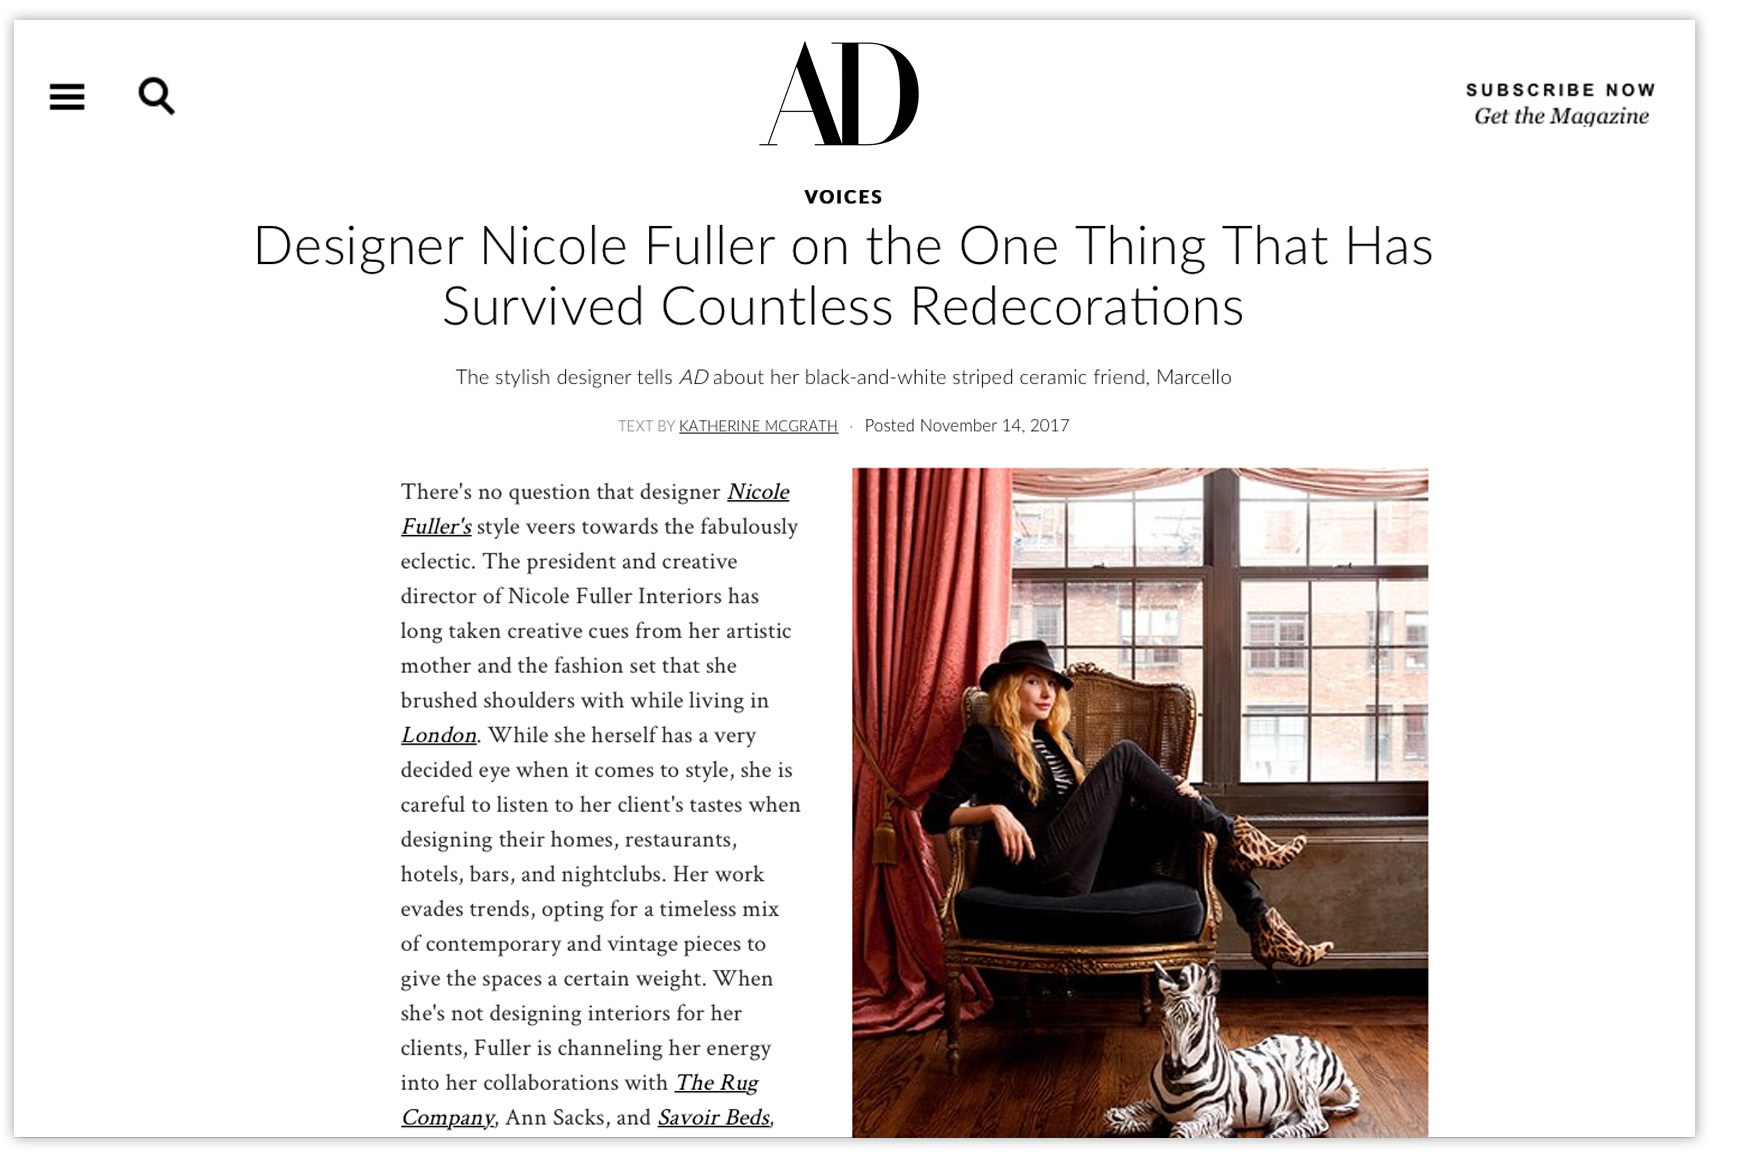 AD
SUBSCRIBE NOW
Get the Magazine
VOICES
Designer Nicole Fuller on the One Thing That Has
Survived Countless Redecorations
The stylish designer tells AD about her black-and-white striped ceramic friend, Marcello
TEXT BY KATHERINE MCGRATH · Posted November 14, 2017
There's no question that designer Nicole
Fuller's style veers towards the fabulously
eclectic. The president and creative
director of Nicole Fuller Interiors has
long taken creative cues from her artistic
mother and the fashion set that she
brushed shoulders with while living in
London. While she herself has a very
decided eye when it comes to style, she is
careful to listen to her client's tastes when
designing their homes, restaurants,
hotels, bars, and nightclubs. Her work
evades trends, opting for a timeless mix
of contemporary and vintage pieces to
give the spaces a certain weight. When
she's not designing interiors for her
clients, Fuller is channeling her energy
into her collaborations with The Rug
Company, Ann Sacks, and Savoir Beds,